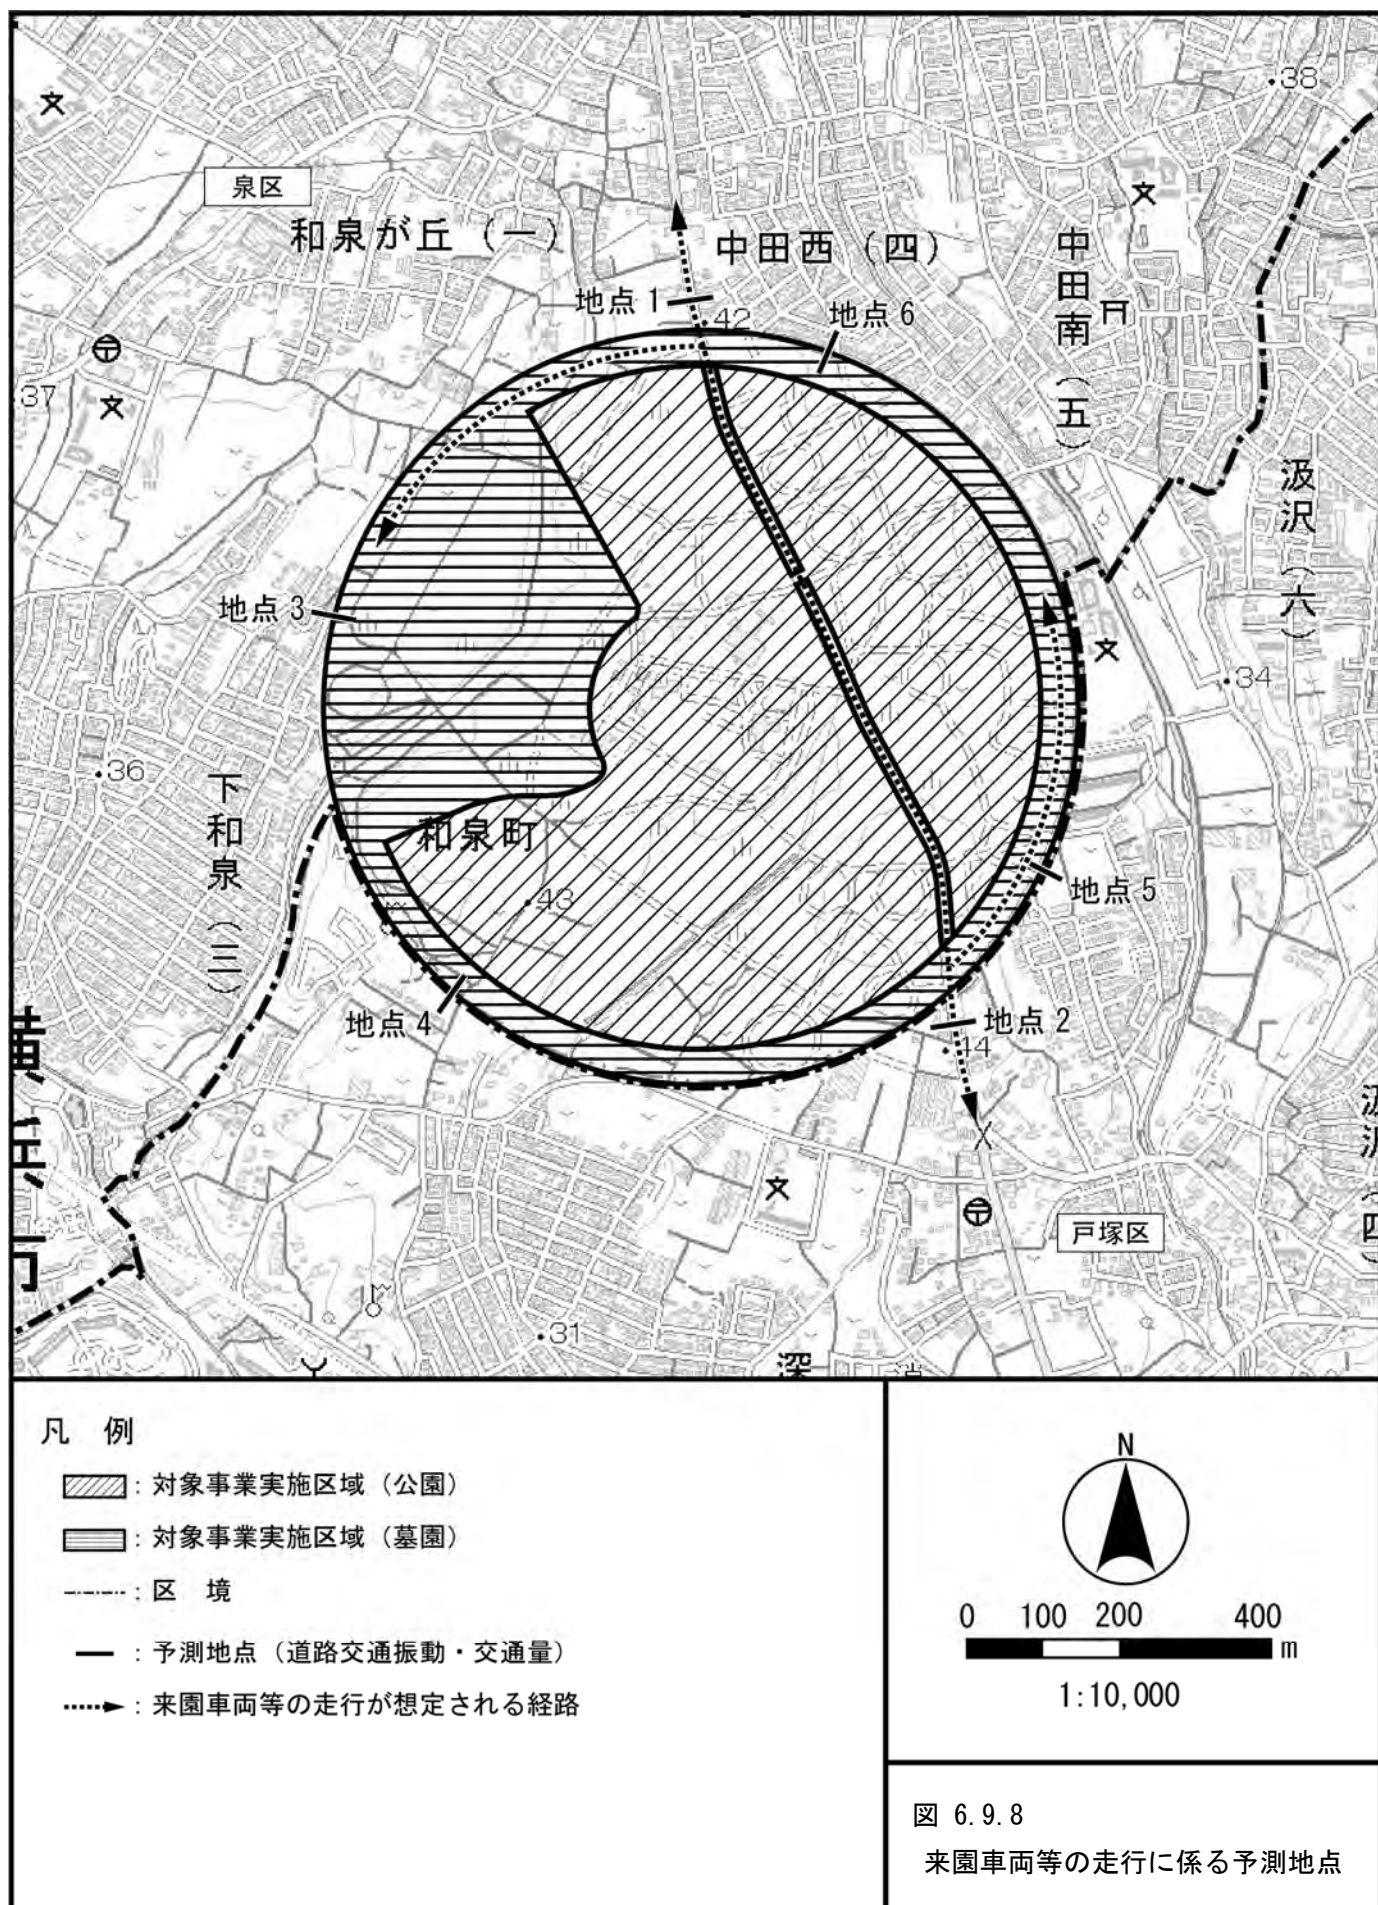 38
泉区
和泉が丘（一）
中田西（四）
中田南（五）
地点1
42
地点6
37
汲沢（六）
地点3
34
36
下和泉（三）
和泉町
43
地点5
地点4
地点2
44
戸塚区
31
深
凡 例
：対象事業実施区域（公園）
：対象事業実施区域（墓園）
：区 境
：予測地点（道路交通振動・交通量）
：来園車両等の走行が想定される経路
N
0 100 200 400
m
1:10,000
図 6.9.8
来園車両等の走行に係る予測地点